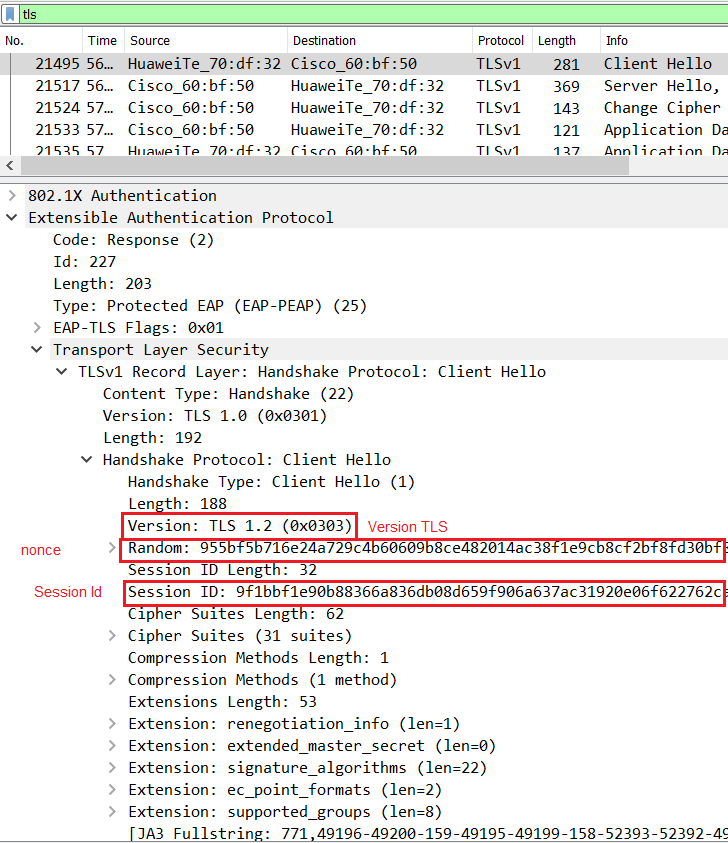 tls
No. Time Source Destination Protocol Length Info
21495 56… HuaweiTe_70:df:32 Cisco_60:bf:50 TLSv1 281 Client Hello
21517 56… Cisco_60:bf:50 HuaweiTe_70:df:32 TLSv1 369 Server Hello,
21524 57… Cisco_60:bf:50 HuaweiTe_70:df:32 TLSv1 143 Change Cipher
21533 57… Cisco_60:bf:50 HuaweiTe_70:df:32 TLSv1 121 Application Da
21535 57 HuaweiTe_70:df:32 Cisco_60:bf:50 TLSv1 137 Application Da
802.1X Authentication
Extensible Authentication Protocol
Code: Response (2)
Id: 227
Length: 203
Type: Protected EAP (EAP-PEAP) (25)
EAP-TLS Flags: 0x01
Transport Layer Security
TLSv1 Record Layer: Handshake Protocol: Client Hello
Content Type: Handshake (22)
Version: TLS 1.0 (0x0301)
Length: 192
Handshake Protocol: Client Hello
Handshake Type: Client Hello (1)
Length: 188
Version: TLS 1.2 (0x0303) Version TLS
nonce Random: 955bf5b716e24a729c4b60609b8ce482014ac38f1e9cb8cf2bf8fd30bf
Session ID Length: 32
Session Id Session ID: 9f1bbf1e90b88366a836db08d659f906a637ac31920e06f622762c
Cipher Suites Length: 62
Cipher Suites (31 suites)
Compression Methods Length: 1
Compression Methods (1 method)
Extensions Length: 53
Extension: renegotiation_info (len=1)
Extension: extended_master_secret (len=0)
Extension: signature_algorithms (len=22)
Extension: ec_point_formats (len=2)
Extension: supported_groups (len=8)
[JA3 Fullstring: 771,49196-49200-159-49195-49199-158-52393-52392-49